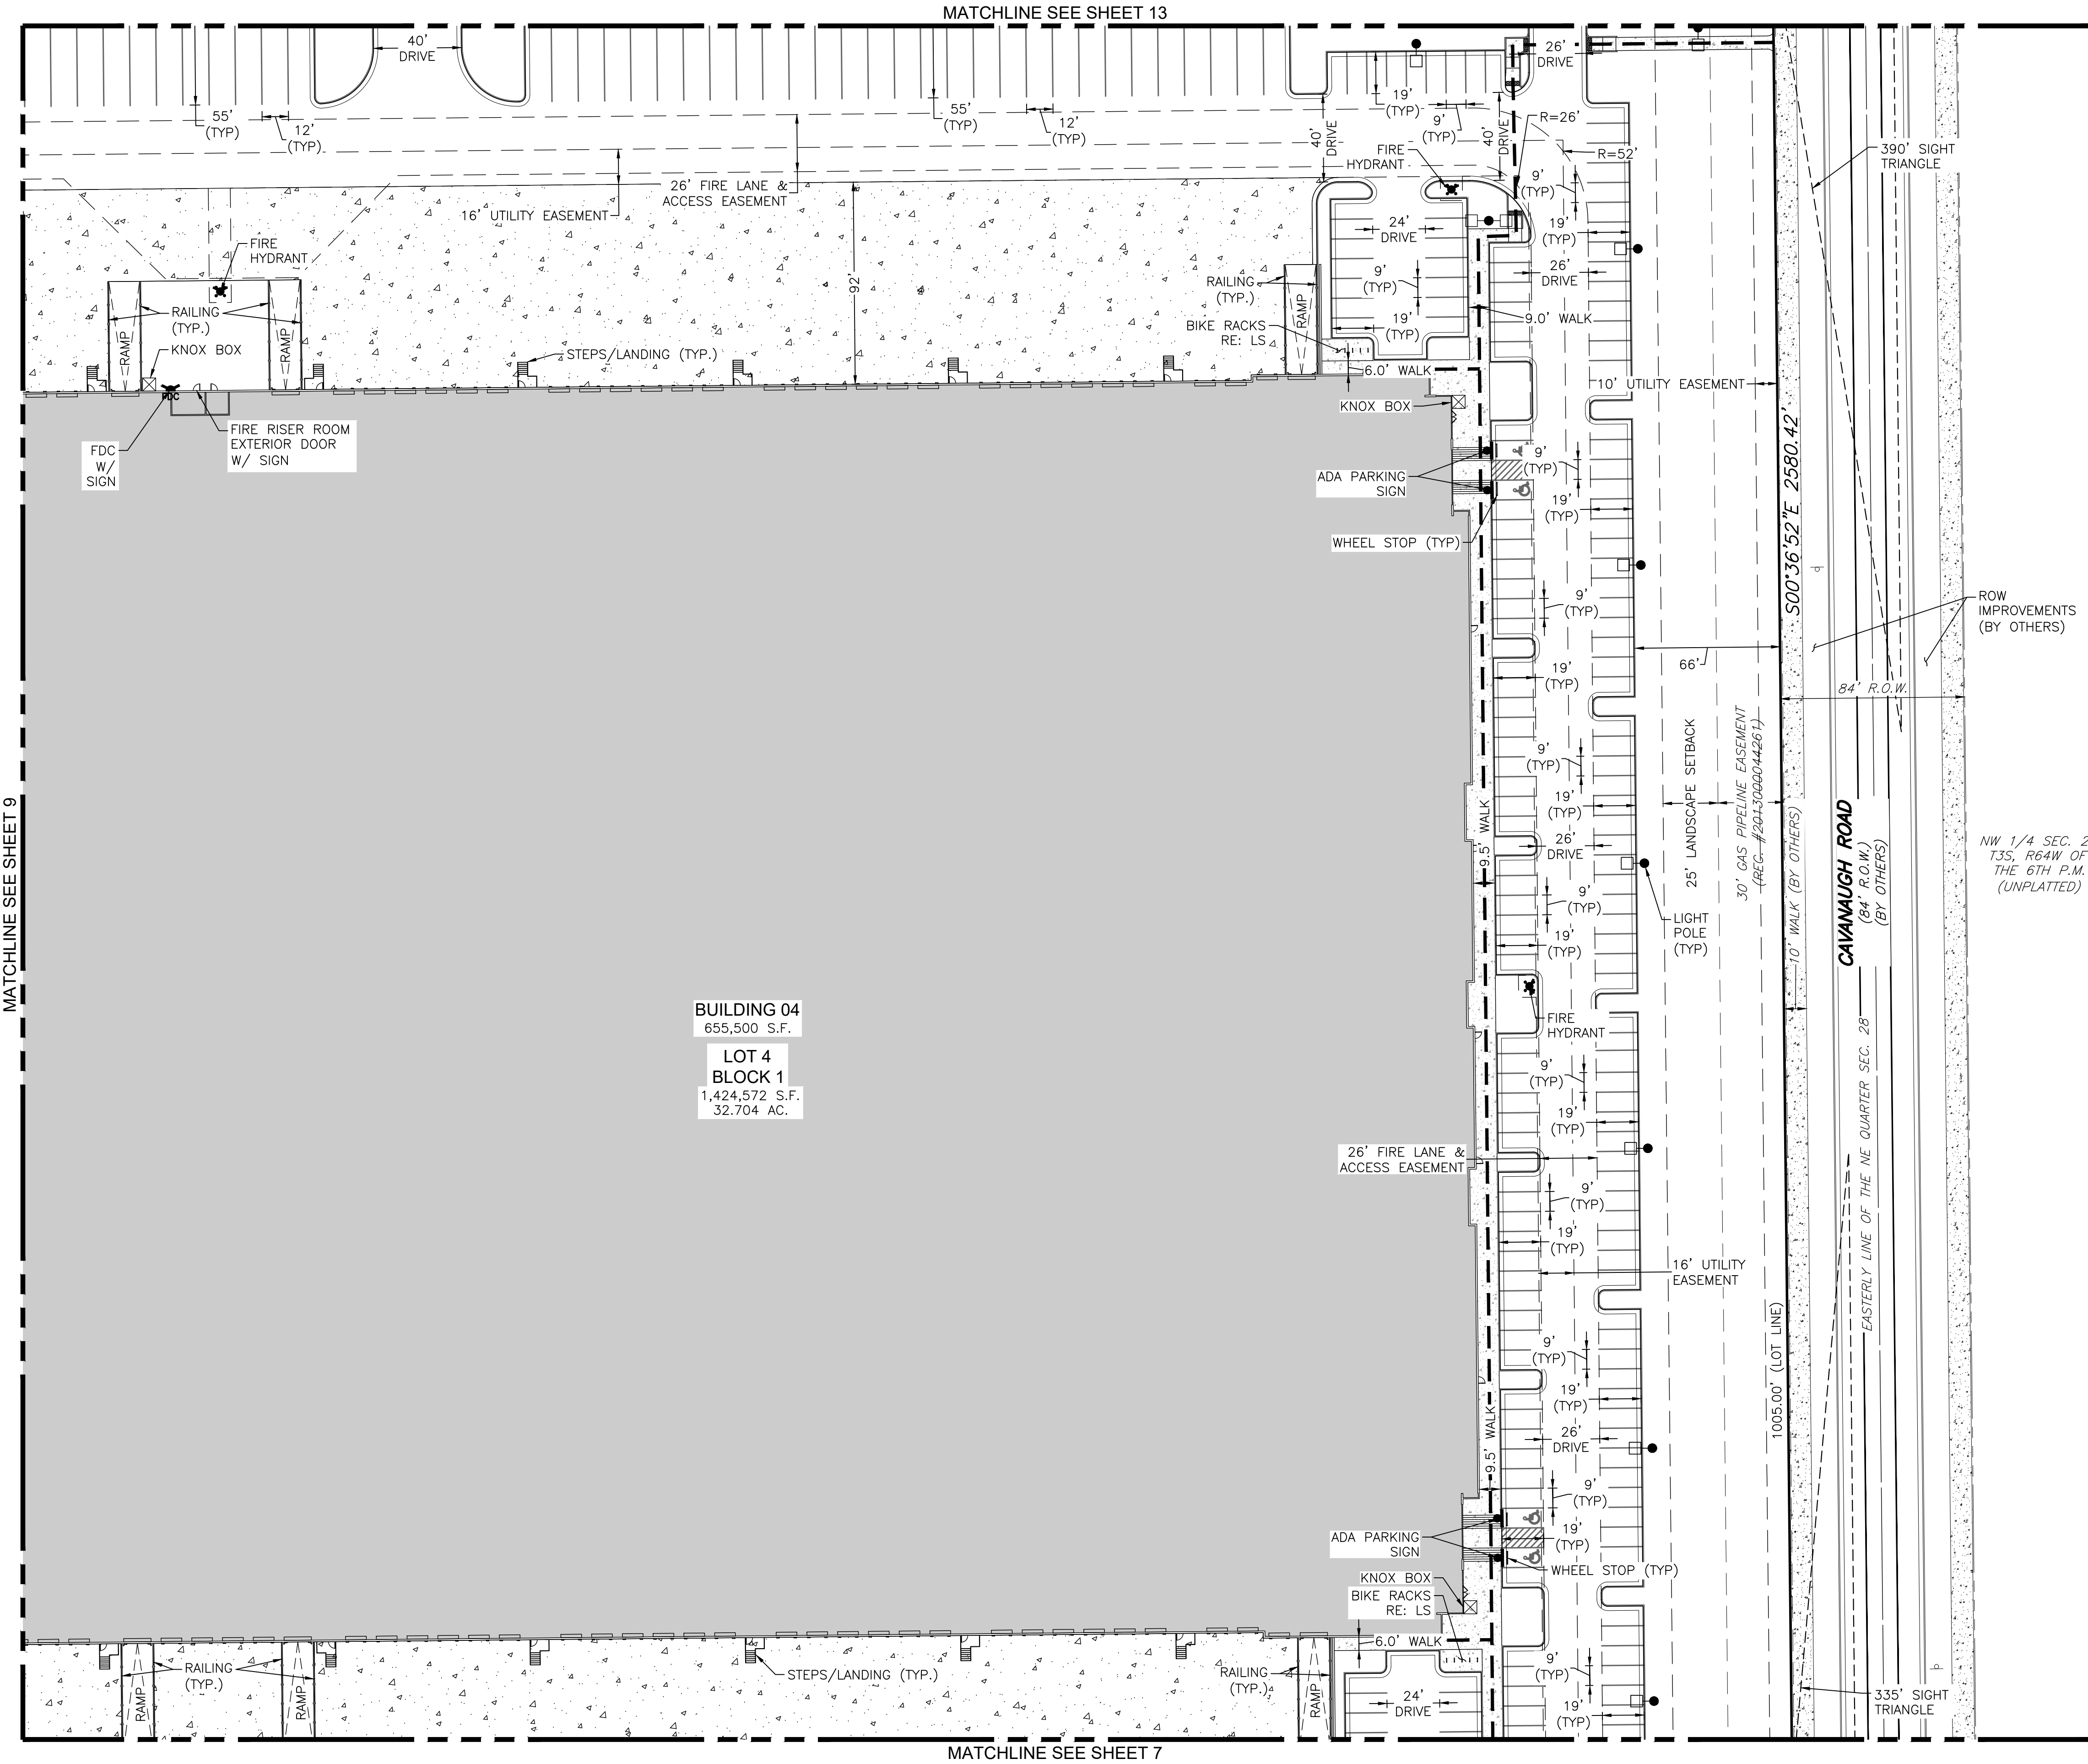 MATCHLINE SEE SHEET 13
40'
DRIVE
26'
DRIVE
55'
(TYP)
12'
(TYP)
55'
(TYP)
12'
(TYP)
19'
(TYP)
9'
(TYP)
40'
DRIVE
40'
DRIVE
R=26'
R=52'
FIRE
HYDRANT
390' SIGHT
TRIANGLE
26' FIRE LANE &
ACCESS EASEMENT
16' UTILITY EASEMENT
9'
(TYP)
19'
(TYP)
24'
DRIVE
26'
DRIVE
FIRE
HYDRANT
92'
RAILING
(TYP.)
RAMP
RAMP
KNOX BOX
STEPS/LANDING (TYP.)
RAILING
(TYP.)
RAMP
9'
(TYP)
19'
(TYP)
9.0' WALK
BIKE RACKS
RE: LS
6.0' WALK
10' UTILITY EASEMENT
KNOX BOX
FDC
FDC
W/
SIGN
FIRE RISER ROOM
EXTERIOR DOOR
W/ SIGN
ADA PARKING
SIGN
9'
(TYP)
19'
(TYP)
WHEEL STOP (TYP)
S00°36'52"E 2580.42'
9'
(TYP)
ROW
IMPROVEMENTS
(BY OTHERS)
19'
(TYP)
66'
84' R.O.W.
9'
(TYP)
19'
(TYP)
26'
DRIVE
9.5' WALK
25' LANDSCAPE SETBACK
30' GAS PIPELINE EASEMENT
(REC. #2013000044261)
10' WALK (BY OTHERS)
CAVANAUGH ROAD
(84' R.O.W.)
(BY OTHERS)
NW 1/4 SEC. 2
T3S, R64W OF
THE 6TH P.M.
(UNPLATTED)
MATCHLINE SEE SHEET 9
9'
(TYP)
19'
(TYP)
LIGHT
POLE
(TYP)
BUILDING 04
655,500 S.F.
LOT 4
BLOCK 1
1,424,572 S.F.
32.704 AC.
FIRE
HYDRANT
9'
(TYP)
19'
(TYP)
26' FIRE LANE &
ACCESS EASEMENT
9'
(TYP)
19'
(TYP)
16' UTILITY
EASEMENT
EASTERLY LINE OF THE NE QUARTER SEC. 28
1005.00' (LOT LINE)
9'
(TYP)
19'
(TYP)
26'
DRIVE
9.5' WALK
9'
(TYP)
ADA PARKING
SIGN
19'
(TYP)
WHEEL STOP (TYP)
KNOX BOX
BIKE RACKS
RE: LS
6.0' WALK
RAILING
(TYP.)
RAMP
RAMP
STEPS/LANDING (TYP.)
RAILING
(TYP.)
RAMP
24'
DRIVE
9'
(TYP)
19'
(TYP)
335' SIGHT
TRIANGLE
MATCHLINE SEE SHEET 7